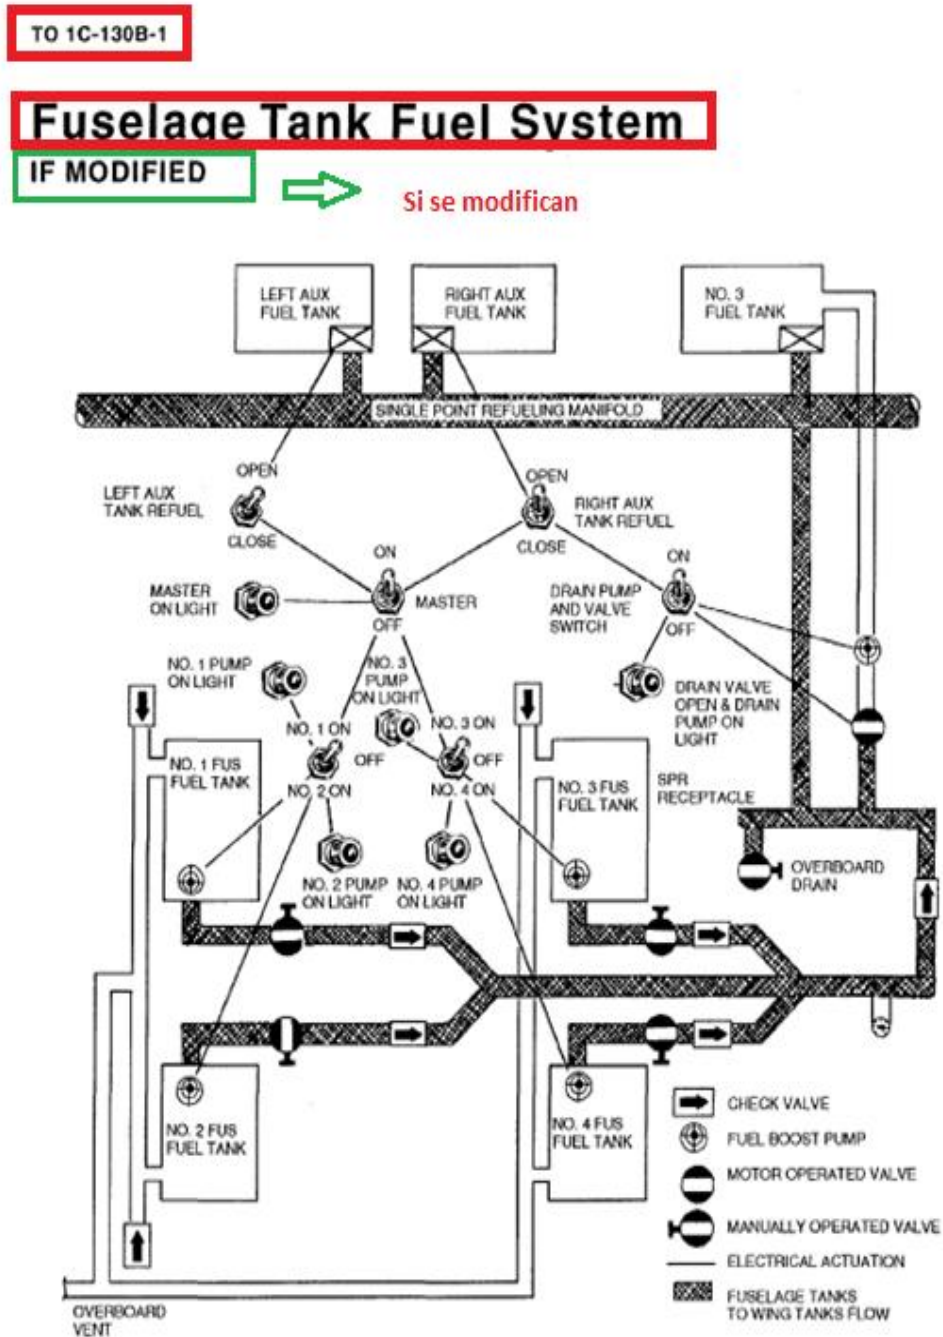 TO 1C-130B-1
Fuselage Tank Fuel System
IF MODIFIED
Si se modifican
LEFT AUX
FUEL TANK
RIGHT AUX
FUEL TANK
NO. 3
FUEL TANK
SINGLE POINT REFUELING MANIFOLD
OPEN
LEFT AUX
TANK REFUEL
CLOSE
OPEN
RIGHT AUX
TANK REFUEL
CLOSE
ON
MASTER
ON LIGHT
MASTER
OFF
ON
DRAIN PUMP
AND VALVE
SWITCH
OFF
NO. 1 PUMP
ON LIGHT
NO. 3
PUMP
ON LIGHT
DRAIN VALVE
OPEN & DRAIN
PUMP ON
LIGHT
NO. 1 ON
OFF
NO. 2 ON
NO. 3 ON
OFF
NO. 4 ON
NO. 1 FUS
FUEL TANK
NO. 3 FUS
FUEL TANK
SPR
RECEPTACLE
NO. 2 PUMP
ON LIGHT
NO. 4 PUMP
ON LIGHT
OVERBOARD
DRAIN
NO. 2 FUS
FUEL TANK
NO. 4 FUS
FUEL TANK
CHECK VALVE
FUEL BOOST PUMP
MOTOR OPERATED VALVE
MANUALLY OPERATED VALVE
ELECTRICAL ACTUATION
FUSELAGE TANKS
TO WING TANKS FLOW
OVERBOARD
VENT